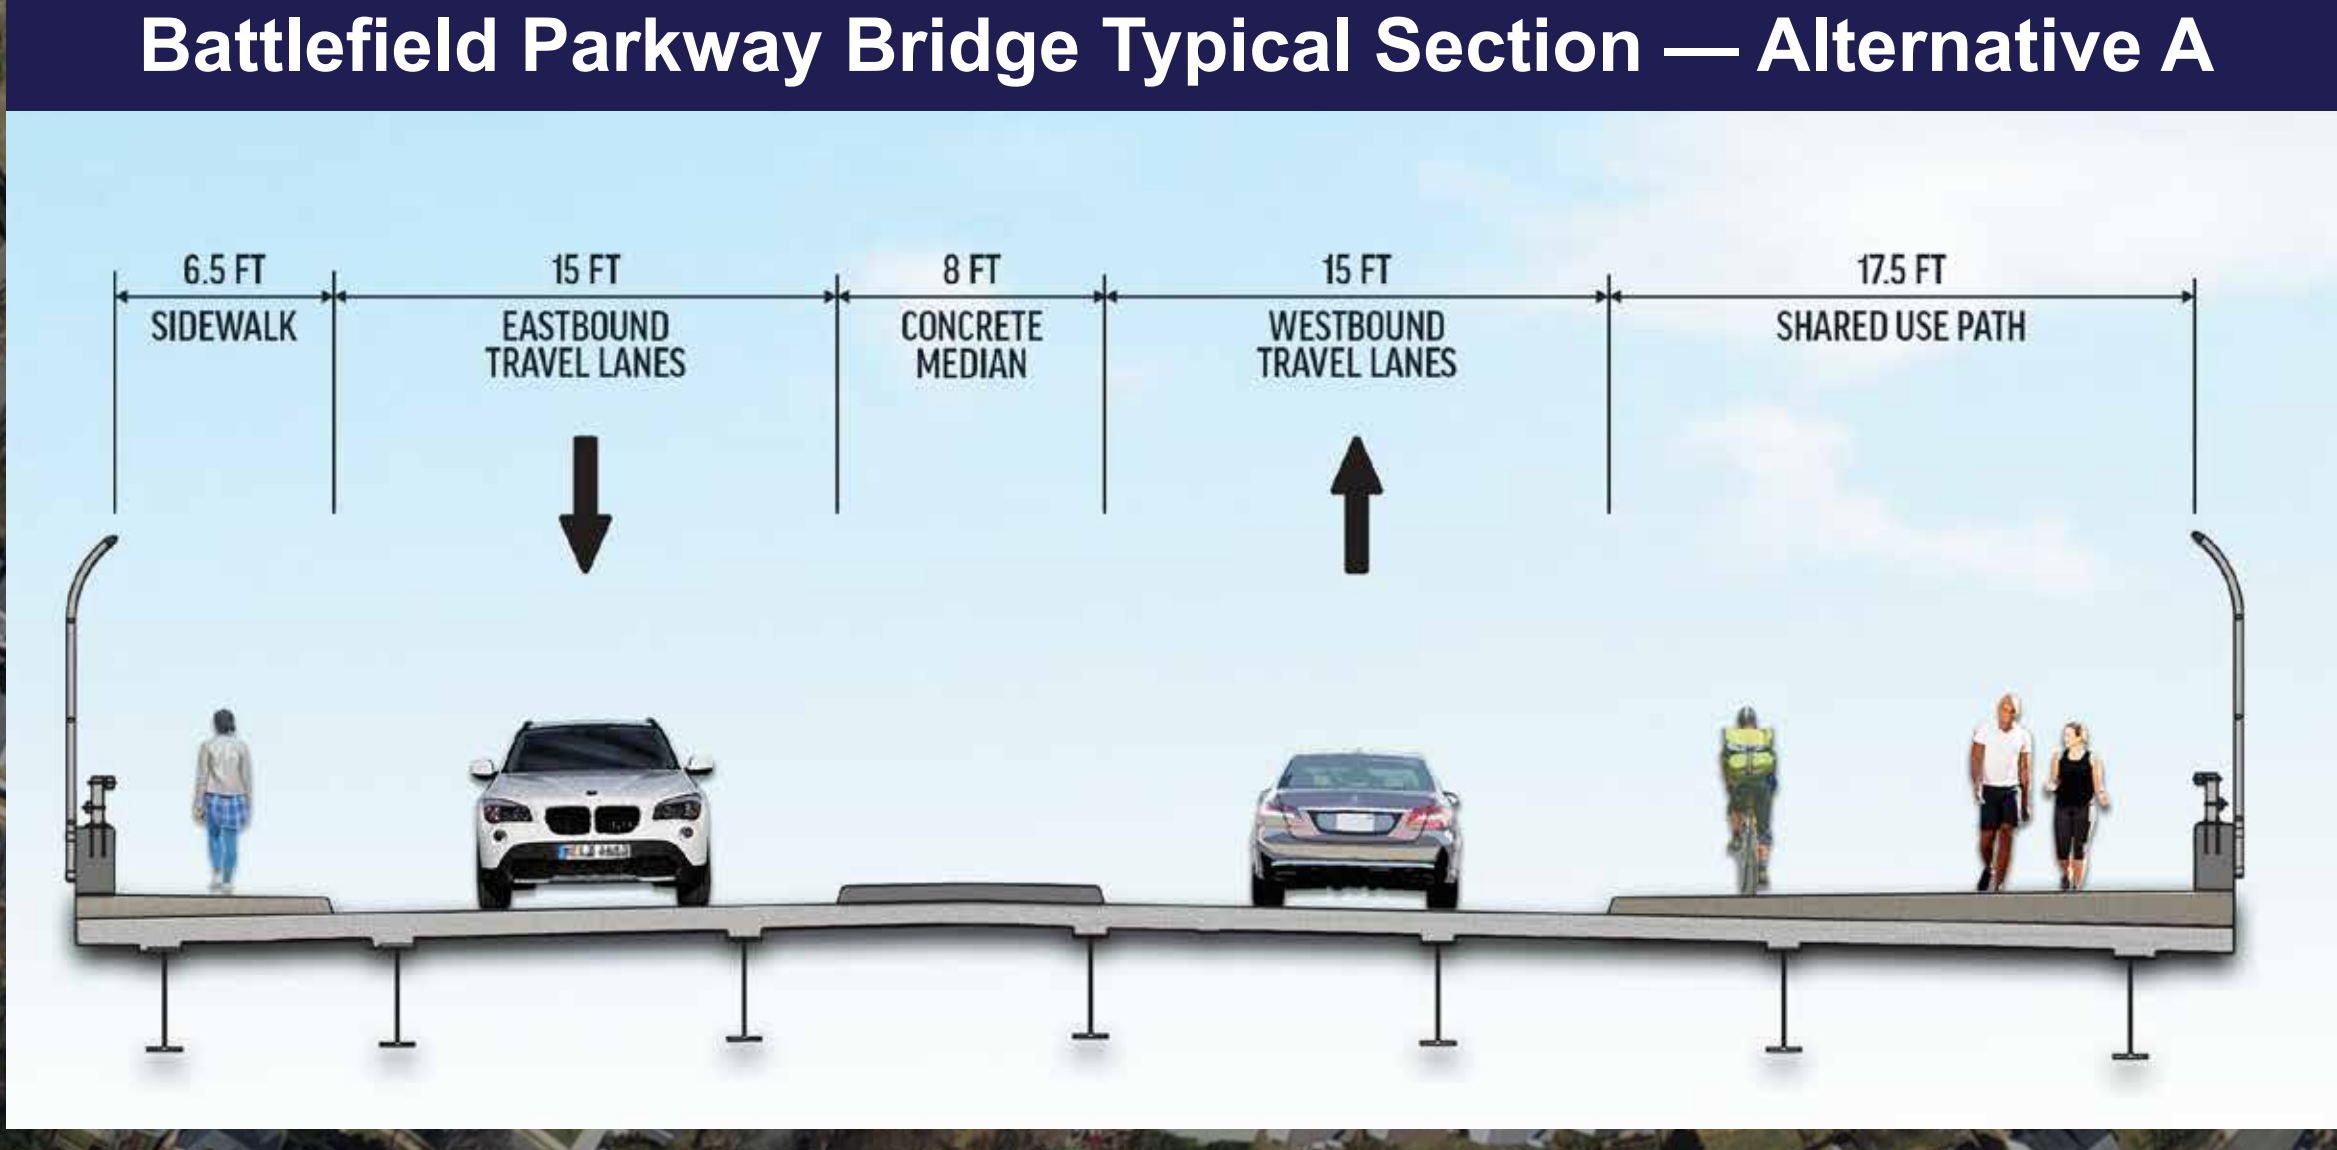 Battlefield Parkway Bridge Typical Section — Alternative A
6.5 FT
SIDEWALK
15 FT
EASTBOUND
TRAVEL LANES
8 FT
CONCRETE
MEDIAN
15 FT
WESTBOUND
TRAVEL LANES
17.5 FT
SHARED USE PATH